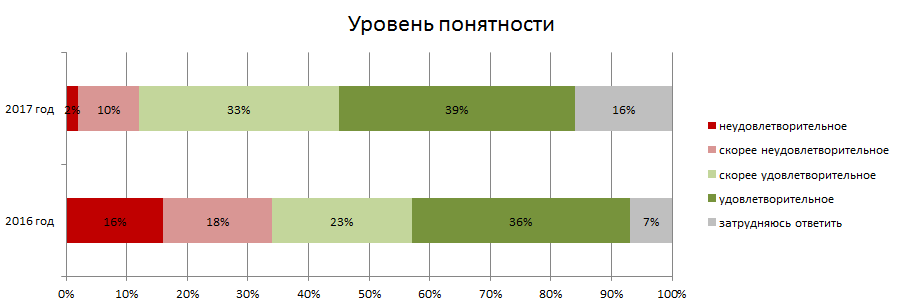 Уровень понятности
2017 год
2% 10% 33% 39% 16%
2016 год
16% 18% 23% 36% 7%
0% 10% 20% 30% 40% 50% 60% 70% 80% 90% 100%
неудовлетворительное
скорее неудовлетворительное
скорее удовлетворительное
удовлетворительное
затрудняюсь ответить